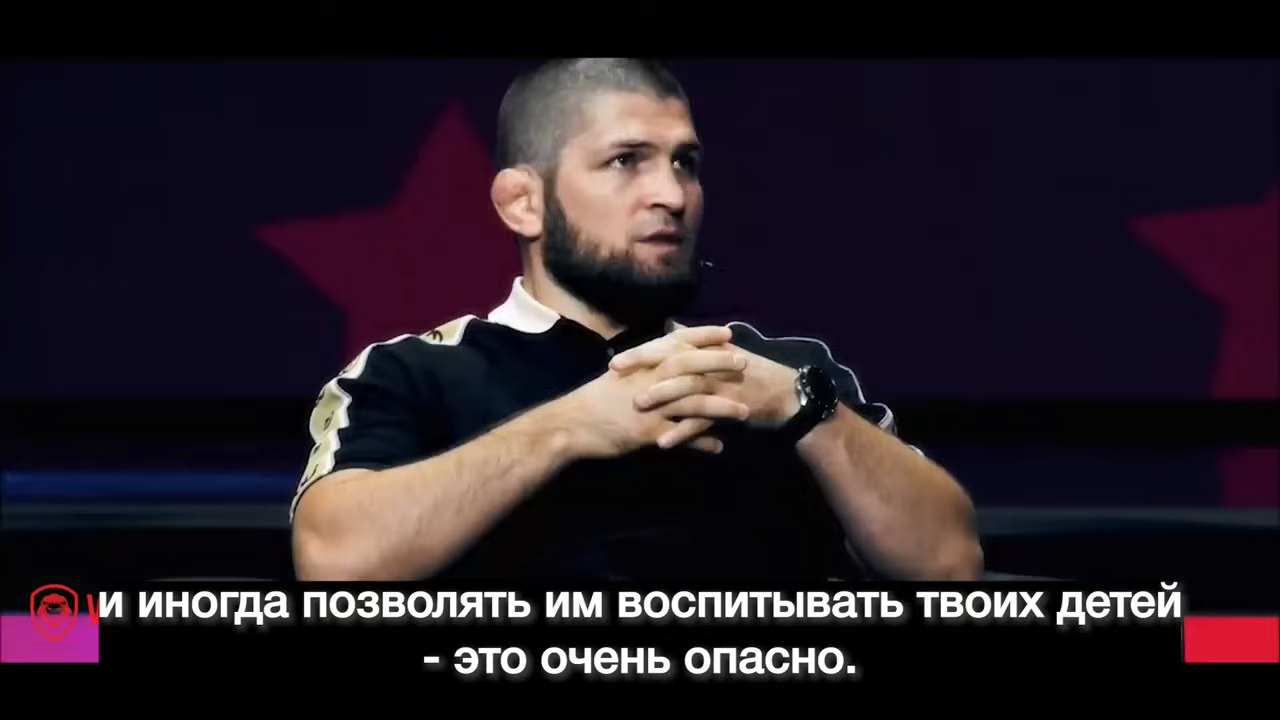 и иногда позволять им воспитывать твоих детей
- это очень опасно.